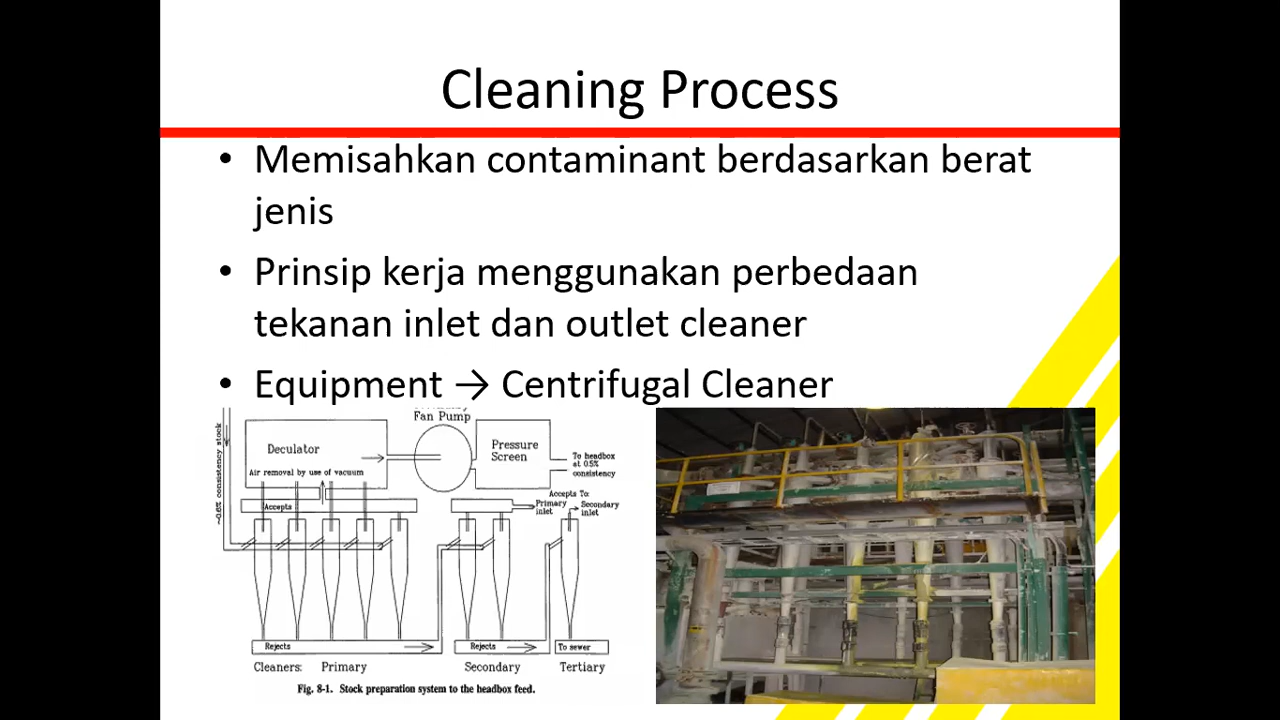 Cleaning Process
• Memisahkan contaminant berdasarkan berat
jenis
• Prinsip kerja menggunakan perbedaan
tekanan inlet dan outlet cleaner
• Equipment → Centrifugal Cleaner
~0.6% consistency stock
Deculator
Air removal by use of vacuum
Fan Pump
Pressure
Screen
To headbox
at 0.5%
consistency
Accepts
Accepts To:
Primary
inlet
Secondary
inlet
Rejects
Rejects
To sewer
Cleaners: Primary
Secondary
Tertiary
Fig. 8-1. Stock preparation system to the headbox feed.